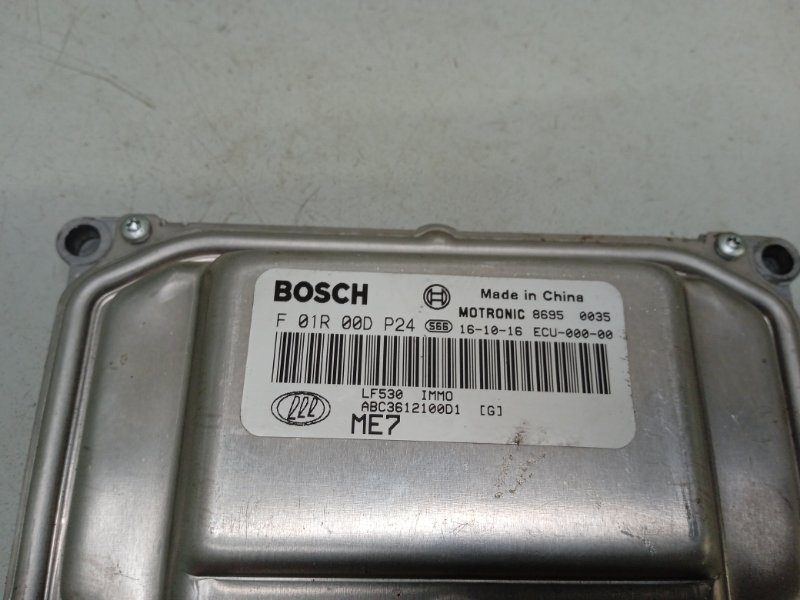 BOSCH
Made in China
MOTRONIC 8695 0035
F 01R 00D P24 S66 16-10-16 ECU-000-00
LF530 IMMO
ABC3612100D1 [G]
ME7